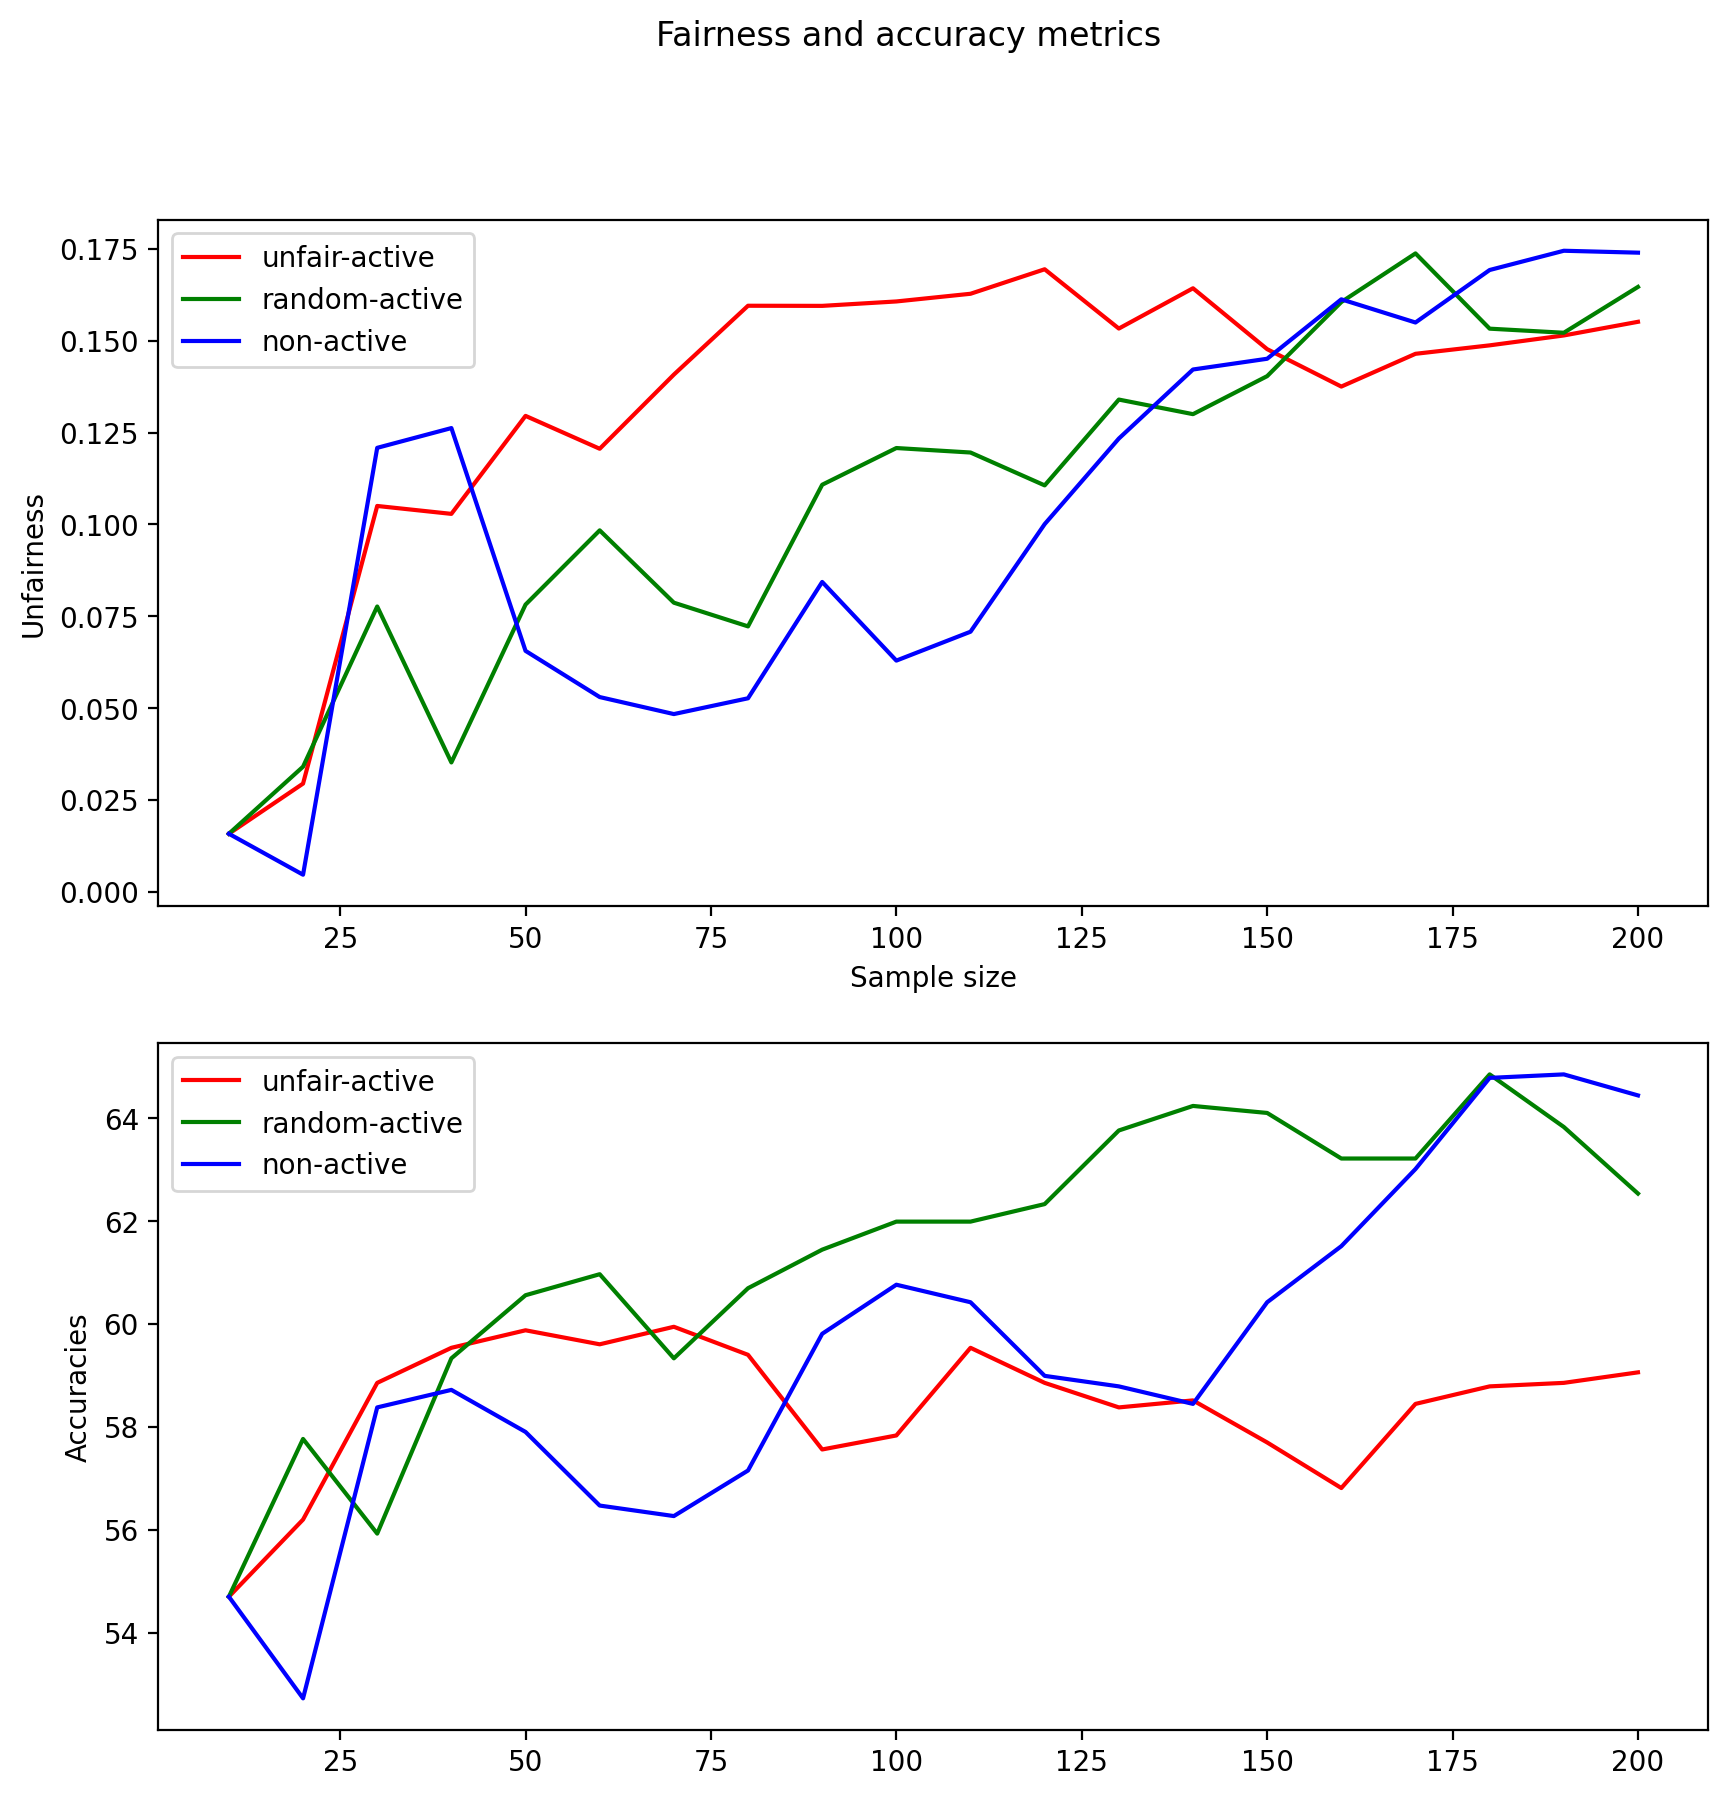 Fairness and accuracy metrics
unfair-active
random-active
non-active
0.175
0.150
0.125
0.100
0.075
0.050
0.025
0.000
Unfairness
25 50 75 100 125 150 175 200
Sample size
unfair-active
random-active
non-active
64
62
60
58
56
54
Accuracies
25 50 75 100 125 150 175 200